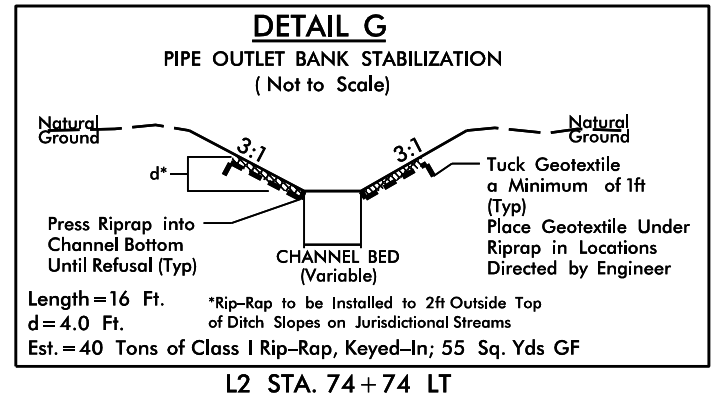 DETAIL G
PIPE OUTLET BANK STABILIZATION
( Not to Scale)
Natural
Ground
3:1
3:1
Natural
Ground
d*
Tuck Geotextile
a Minimum of 1ft
(Typ)
Place Geotextile Under
Riprap in Locations
Directed by Engineer
Press Riprap into
Channel Bottom
Until Refusal (Typ)
CHANNEL BED
(Variable)
Length=16 Ft.
d=4.0 Ft.
*Rip-Rap to be Installed to 2ft Outside Top
of Ditch Slopes on Jurisdictional Streams
Est.=40 Tons of Class I Rip-Rap, Keyed-In; 55 Sq. Yds GF
L2 STA. 74+74 LT